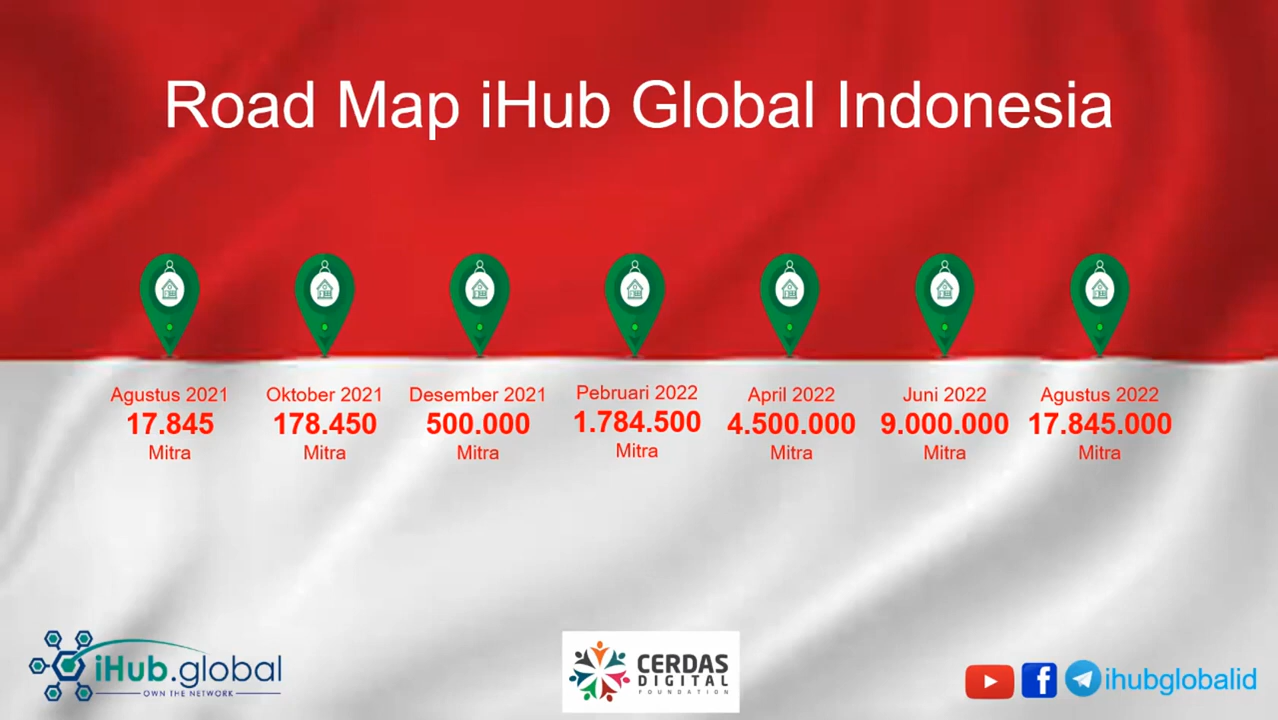 Road Map iHub Global Indonesia
Agustus 2021
17.845
Mitra
Oktober 2021
178.450
Mitra
Desember 2021
500.000
Mitra
Pebruari 2022
1.784.500
Mitra
April 2022
4.500.000
Mitra
Juni 2022
9.000.000
Mitra
Agustus 2022
17.845.000
Mitra
iHub.global
OWN THE NETWORK
CERDAS
DIGITAL
FOUNDATION
ihubglobalid